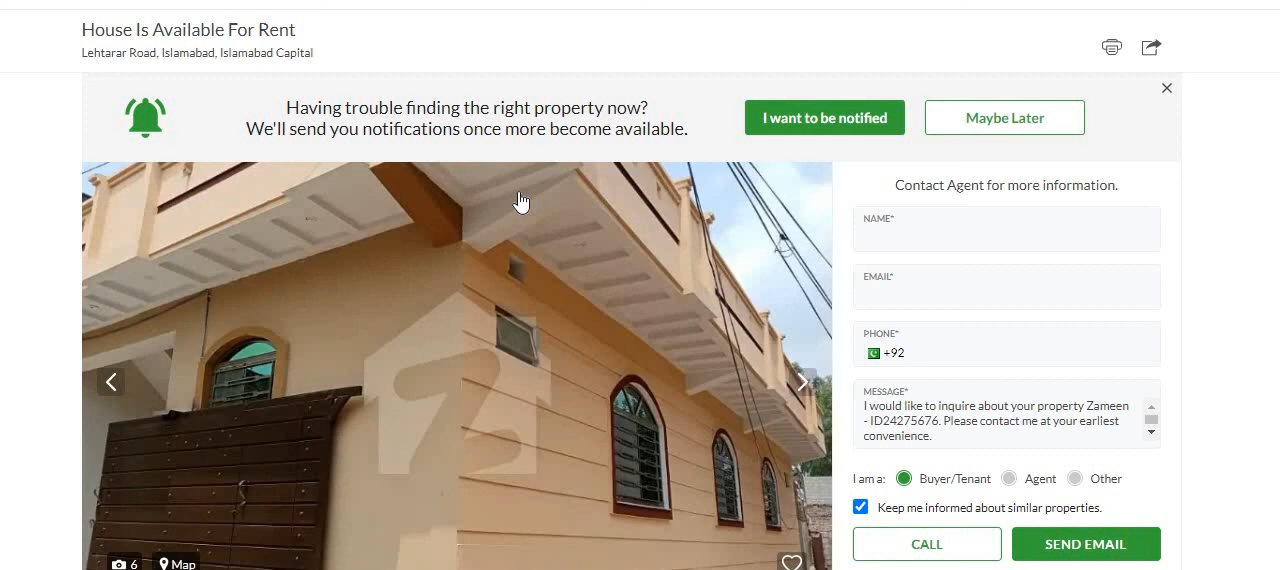 House Is Available For Rent
Lehtarar Road, Islamabad, Islamabad Capital
Having trouble finding the right property now?
We'll send you notifications once more become available.
I want to be notified
Maybe Later
Contact Agent for more information.
NAME*
EMAIL*
PHONE*
+92
MESSAGE*
I would like to inquire about your property Zameen
- ID24275676. Please contact me at your earliest
convenience.
I am a: Buyer/Tenant Agent Other
Keep me informed about similar properties.
CALL
SEND EMAIL
6
Map